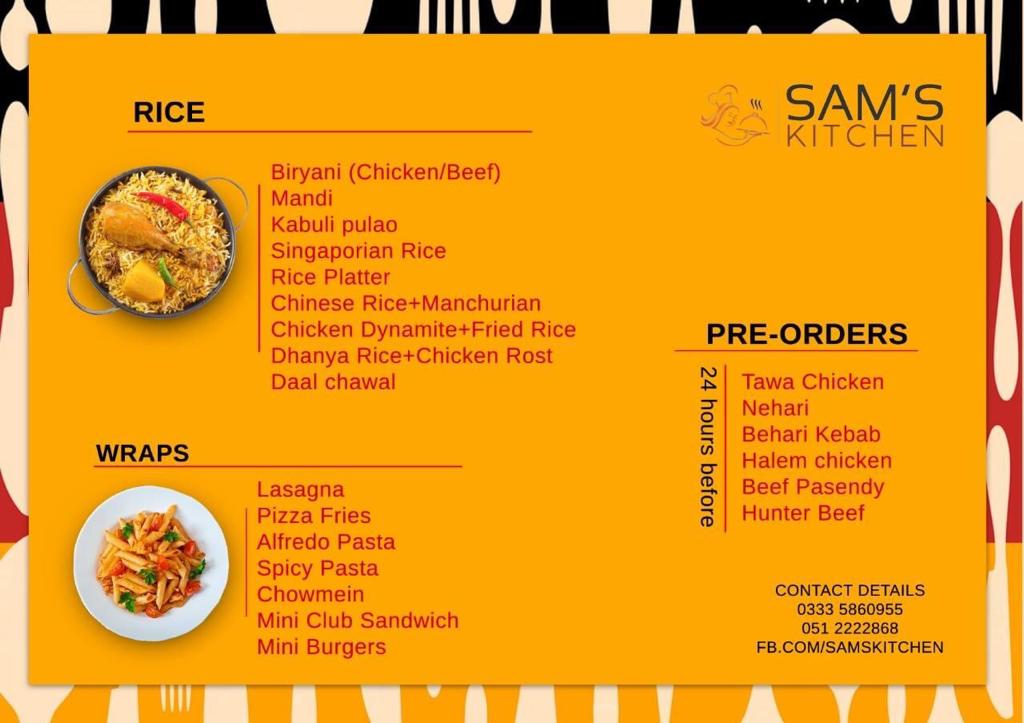 RICE
Biryani (Chicken/Beef)
Mandi
Kabuli pulao
Singaporian Rice
Rice Platter
Chinese Rice+Manchurian
Chicken Dynamite+Fried Rice
Dhanya Rice+Chicken Rost
Daal chawal
WRAPS
Lasagna
Pizza Fries
Alfredo Pasta
Spicy Pasta
Chowmein
Mini Club Sandwich
Mini Burgers
SAM'S
KITCHEN
PRE-ORDERS
24 hours before
Tawa Chicken
Nehari
Behari Kebab
Halem chicken
Beef Pasendy
Hunter Beef
CONTACT DETAILS
0333 5860955
051 2222868
FB.COM/SAMSKITCHEN